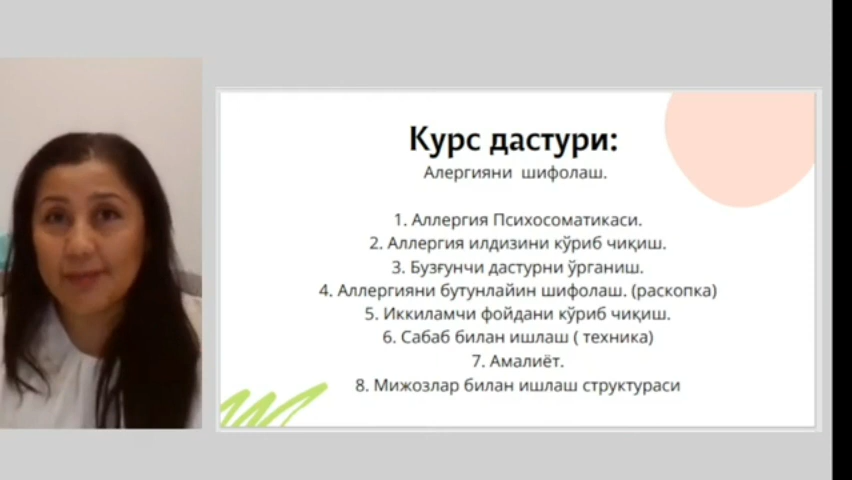 Курс дастури:
Алергияни шифолаш.
1. Аллергия Психосоматикаси.
2. Аллергия илдизини кўриб чиқиш.
3. Бузғунчи дастурни ўрганиш.
4. Аллергияни бутунлайин шифолаш. (раскопка)
5. Иккиламчи фойдани кўриб чиқиш.
6. Сабаб билан ишлаш ( техника)
7. Амалиёт.
8. Мижозлар билан ишлаш структураси